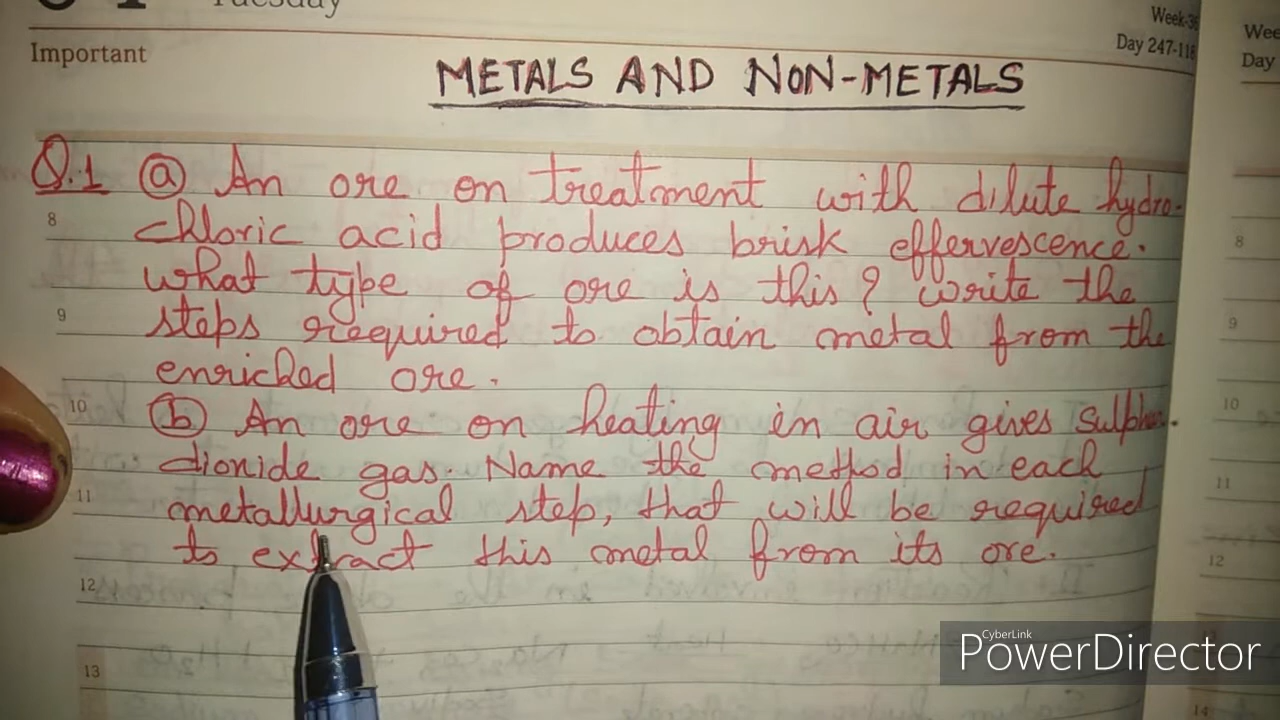 Tuesday
Important
Week-36
Day 247-118
Wee
Day
METALS AND NON-METALS
Q.1 (a) An ore on treatment with dilute hydro-
chloric acid produces brisk effervescence.
what type of ore is this? write the
steps required to obtain metal from the
enriched ore.
(b) An ore on heating in air gives sulphur
dioxide gas. Name the method in each
metallurgical step, that will be required
to extract this metal from its ore.
8
9
10
11
12
13
8
9
10
11
12
14
CyberLink
PowerDirector